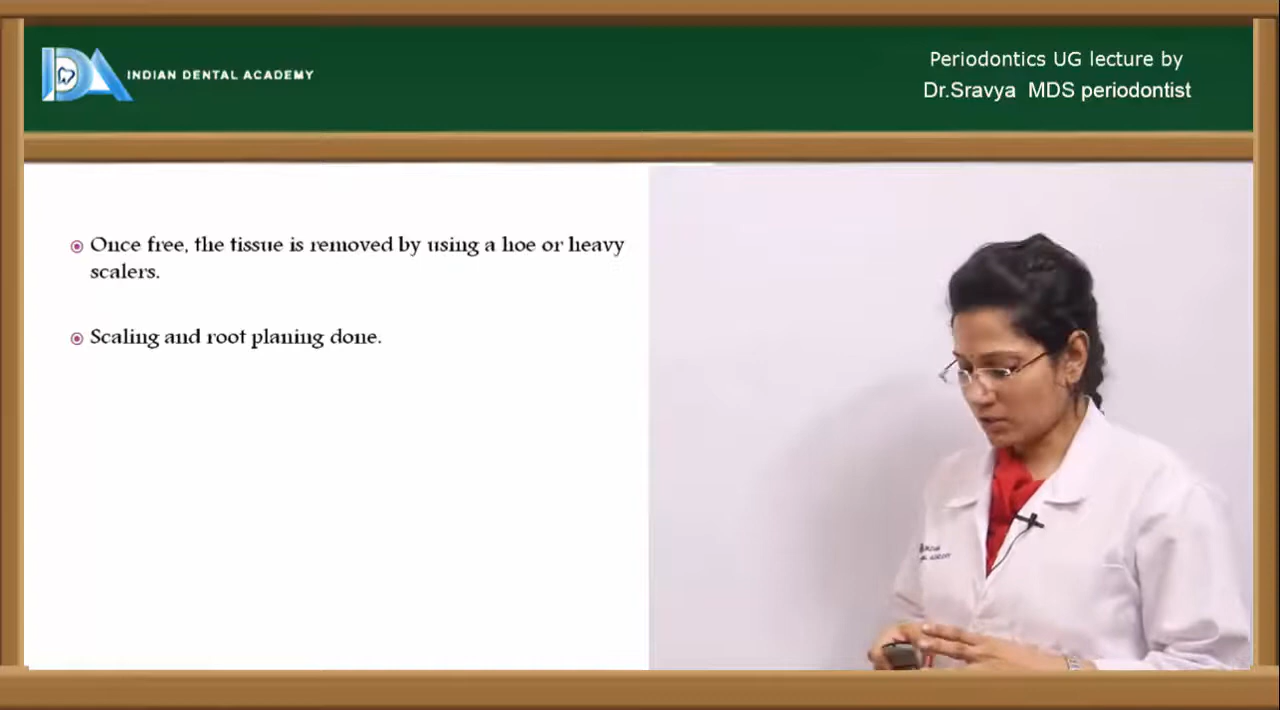 INDIAN DENTAL ACADEMY
Periodontics UG lecture by
Dr.Sravya MDS periodontist
Once free, the tissue is removed by using a hoe or heavy
scalers.
Scaling and root planing done.